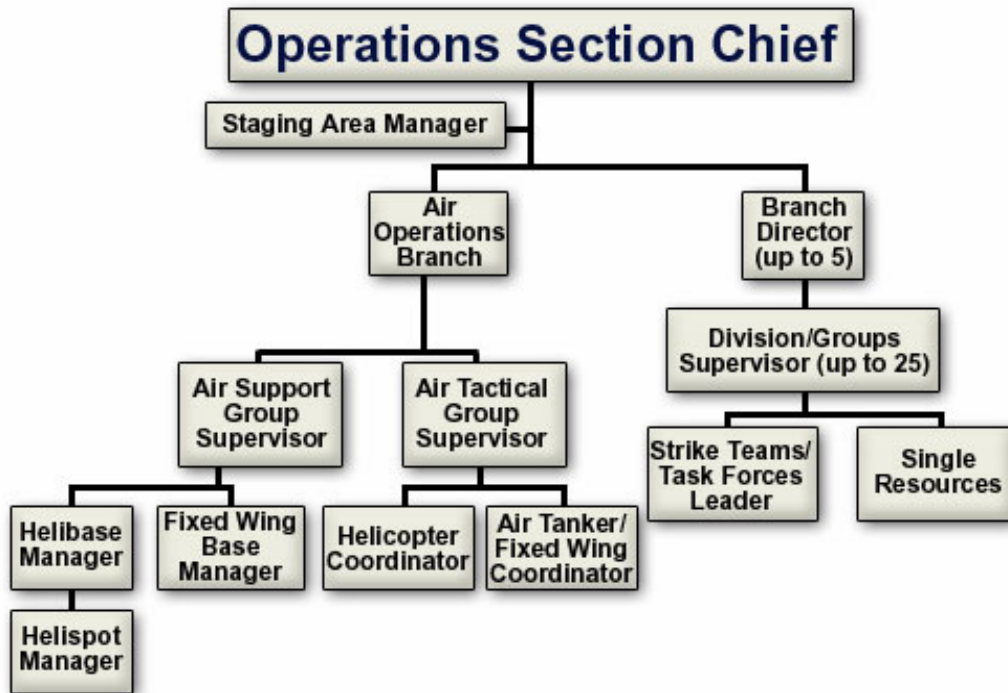 Operations Section Chief
Staging Area Manager
Air
Operations
Branch
Branch
Director
(up to 5)
Division/Groups
Supervisor (up to 25)
Air Support
Group
Supervisor
Air Tactical
Group
Supervisor
Strike Teams/
Task Forces
Leader
Single
Resources
Helibase
Manager
Fixed Wing
Base
Manager
Helicopter
Coordinator
Air Tanker/
Fixed Wing
Coordinator
Helispot
Manager